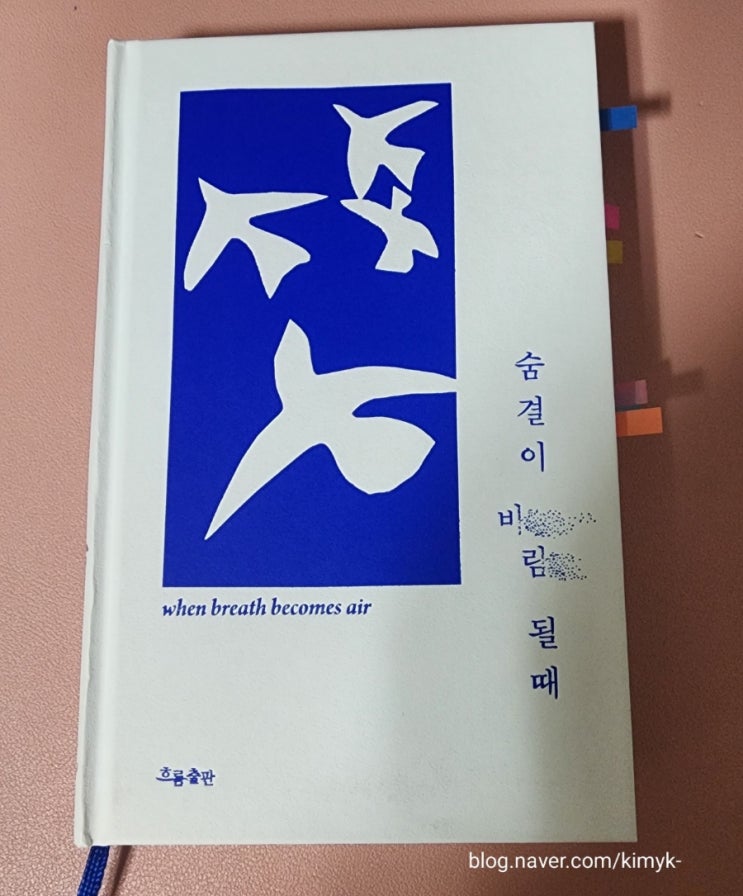 숨결이 바람 될 때
when breath becomes air
흐름출판
blog.naver.com/kimyk-